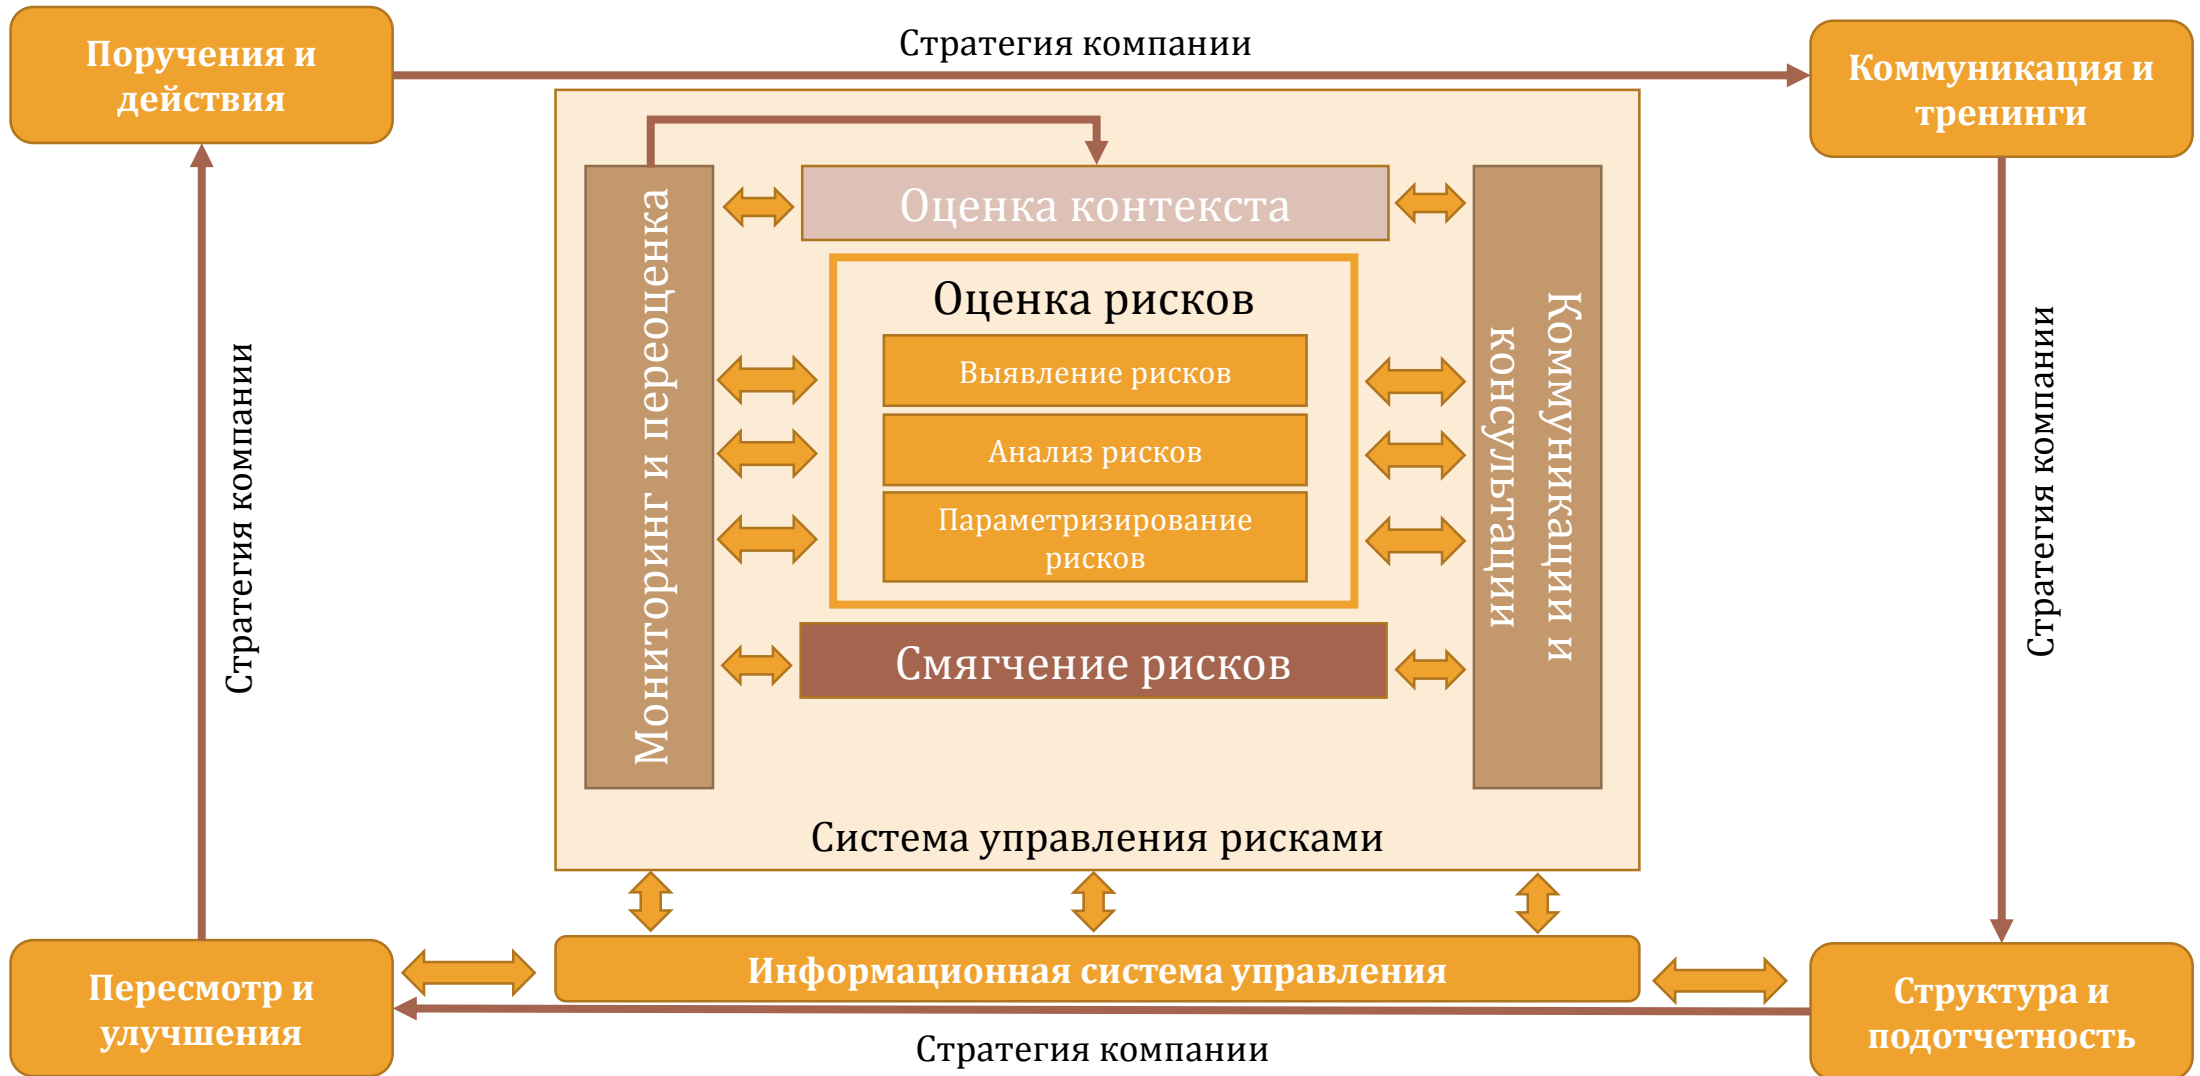 Поручения и
действия
Стратегия компании
Коммуникация и
тренинги
Стратегия компании
Мониторинг и переоценка
Оценка контекста
Оценка рисков
Выявление рисков
Анализ рисков
Параметризирование
рисков
Смягчение рисков
Коммуникации и
консультации
Стратегия компании
Система управления рисками
Пересмотр и
улучшения
Информационная система управления
Структура и
подотчетность
Стратегия компании